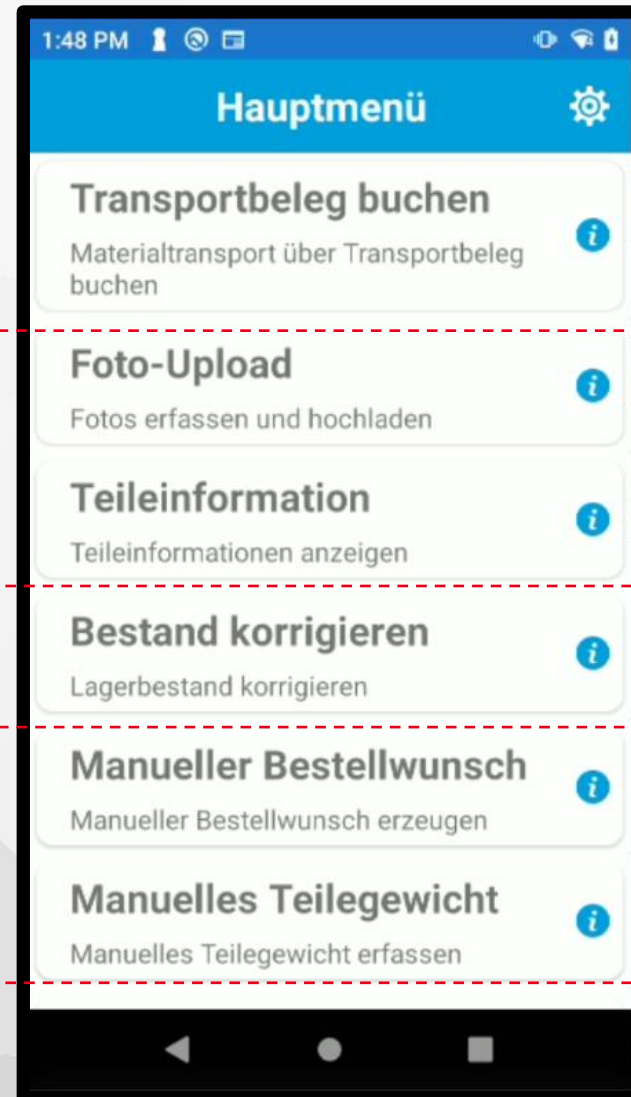 1:48 PM
Hauptmenü
Transportbeleg buchen
Materialtransport über Transportbeleg
buchen
Foto-Upload
Fotos erfassen und hochladen
Teileinformation
Teileinformationen anzeigen
Bestand korrigieren
Lagerbestand korrigieren
Manueller Bestellwunsch
Manueller Bestellwunsch erzeugen
Manuelles Teilegewicht
Manuelles Teilegewicht erfassen